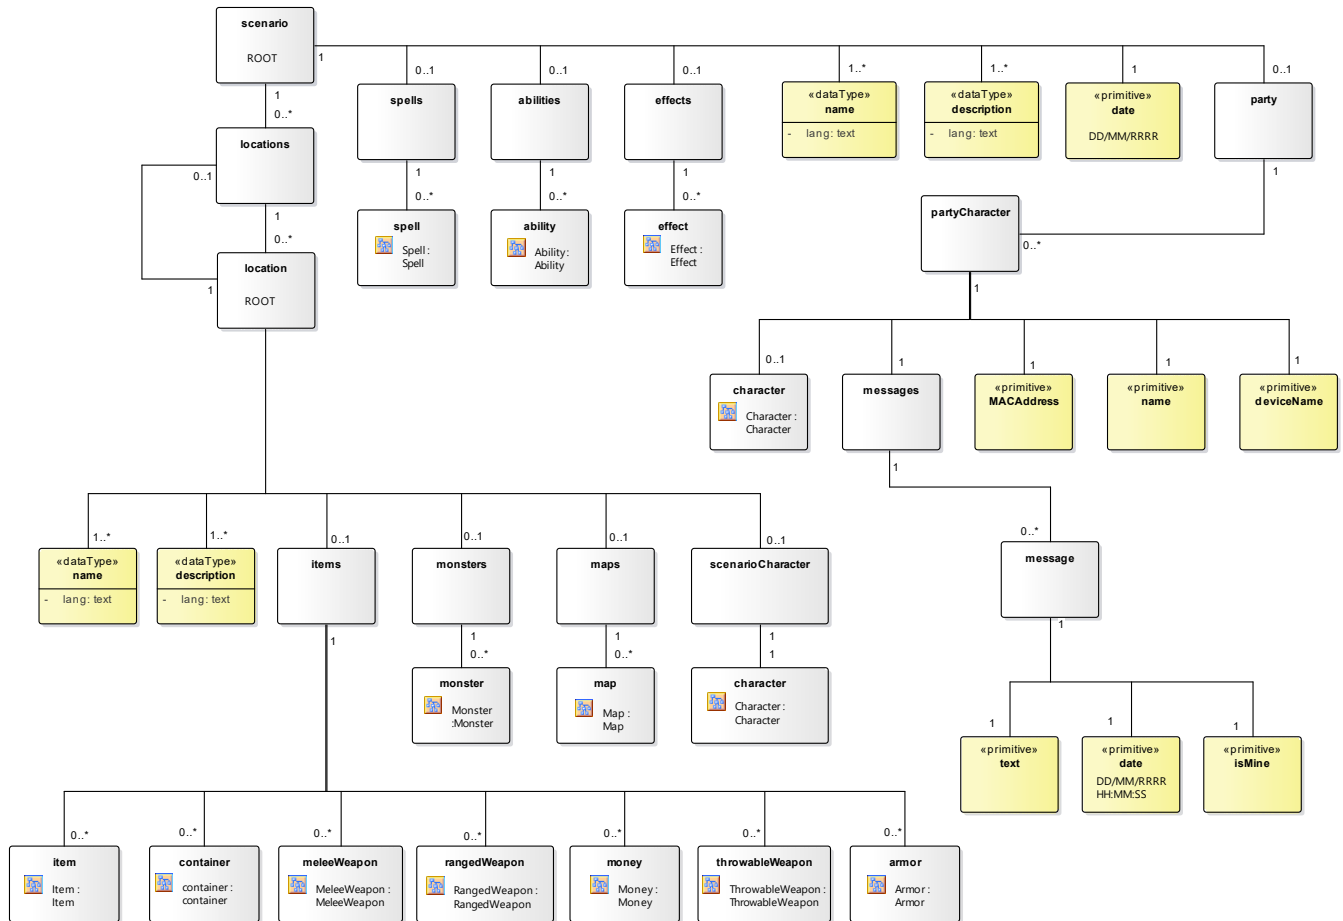 scenario
ROOT
1
1
0..1
0..1
0..1
1..*
1..*
1
0..1
spells
abilities
effects
«dataType»
name
- lang: text
«dataType»
description
- lang: text
«primitive»
date
DD/MM/RRRR
party
0..*
locations
0..1
1
1
1
1
1
0..*
0..*
0..*
0..*
spell
Spell :
Spell
ability
Ability :
Ability
effect
Effect :
Effect
partyCharacter
0..*
location
ROOT
1
1
0..1
1
1
1
1
character
Character :
Character
messages
«primitive»
MACAddress
«primitive»
name
«primitive»
deviceName
1
0..*
1..*
1..*
0..1
0..1
0..1
0..1
«dataType»
name
- lang: text
«dataType»
description
- lang: text
items
monsters
maps
scenarioCharacter
message
1
1
1
1
1
0..*
0..*
1
monster
Monster
:Monster
map
Map :
Map
character
Character :
Character
1
1
1
«primitive»
text
«primitive»
date
DD/MM/RRRR
HH:MM:SS
«primitive»
isMine
0..*
0..*
0..*
0..*
0..*
0..*
0..*
item
Item :
Item
container
container :
container
meleeWeapon
MeleeWeapon :
MeleeWeapon
rangedWeapon
RangedWeapon :
RangedWeapon
money
Money :
Money
throwableWeapon
ThrowableWeapon :
ThrowableWeapon
armor
Armor :
Armor